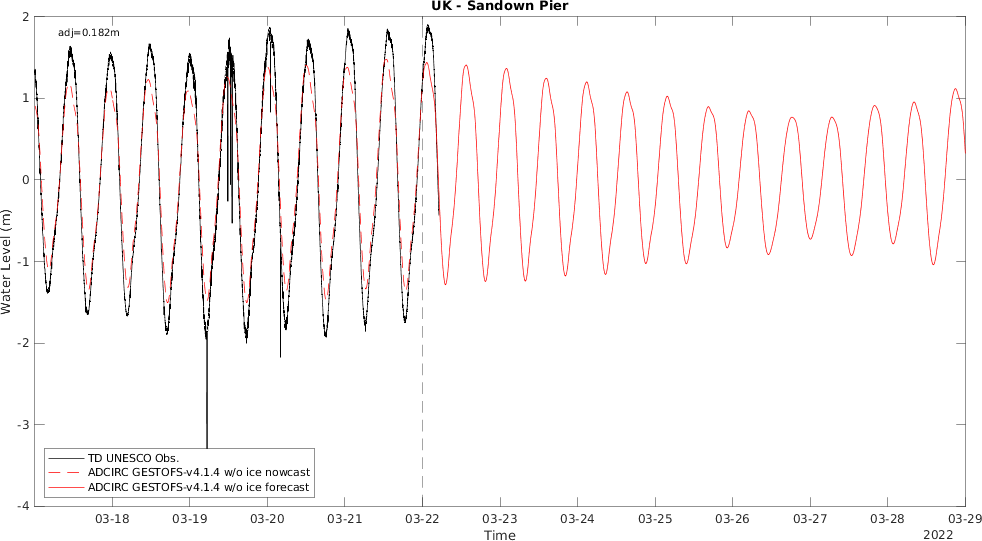 UK - Sandown Pier
adj=0.182m
2
1
0
-1
-2
-3
-4
Water Level (m)
TD UNESCO Obs.
ADCIRC GESTOFS-v4.1.4 w/o ice nowcast
ADCIRC GESTOFS-v4.1.4 w/o ice forecast
03-18 03-19 03-20 03-21 03-22 03-23 03-24 03-25 03-26 03-27 03-28 03-29
Time
2022